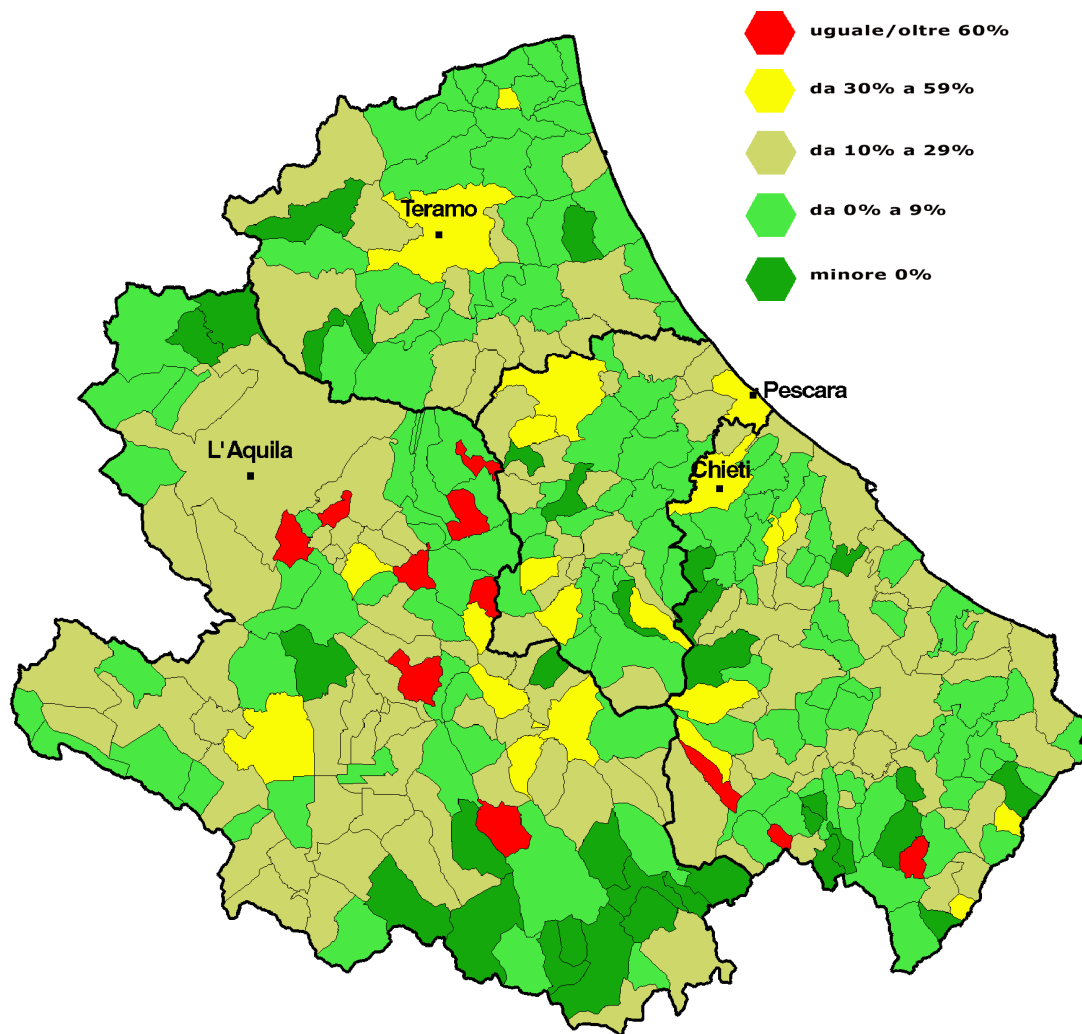 uguale/oltre 60%
da 30% a 59%
da 10% a 29%
da 0% a 9%
minore 0%
Teramo
Pescara
L'Aquila
Chieti